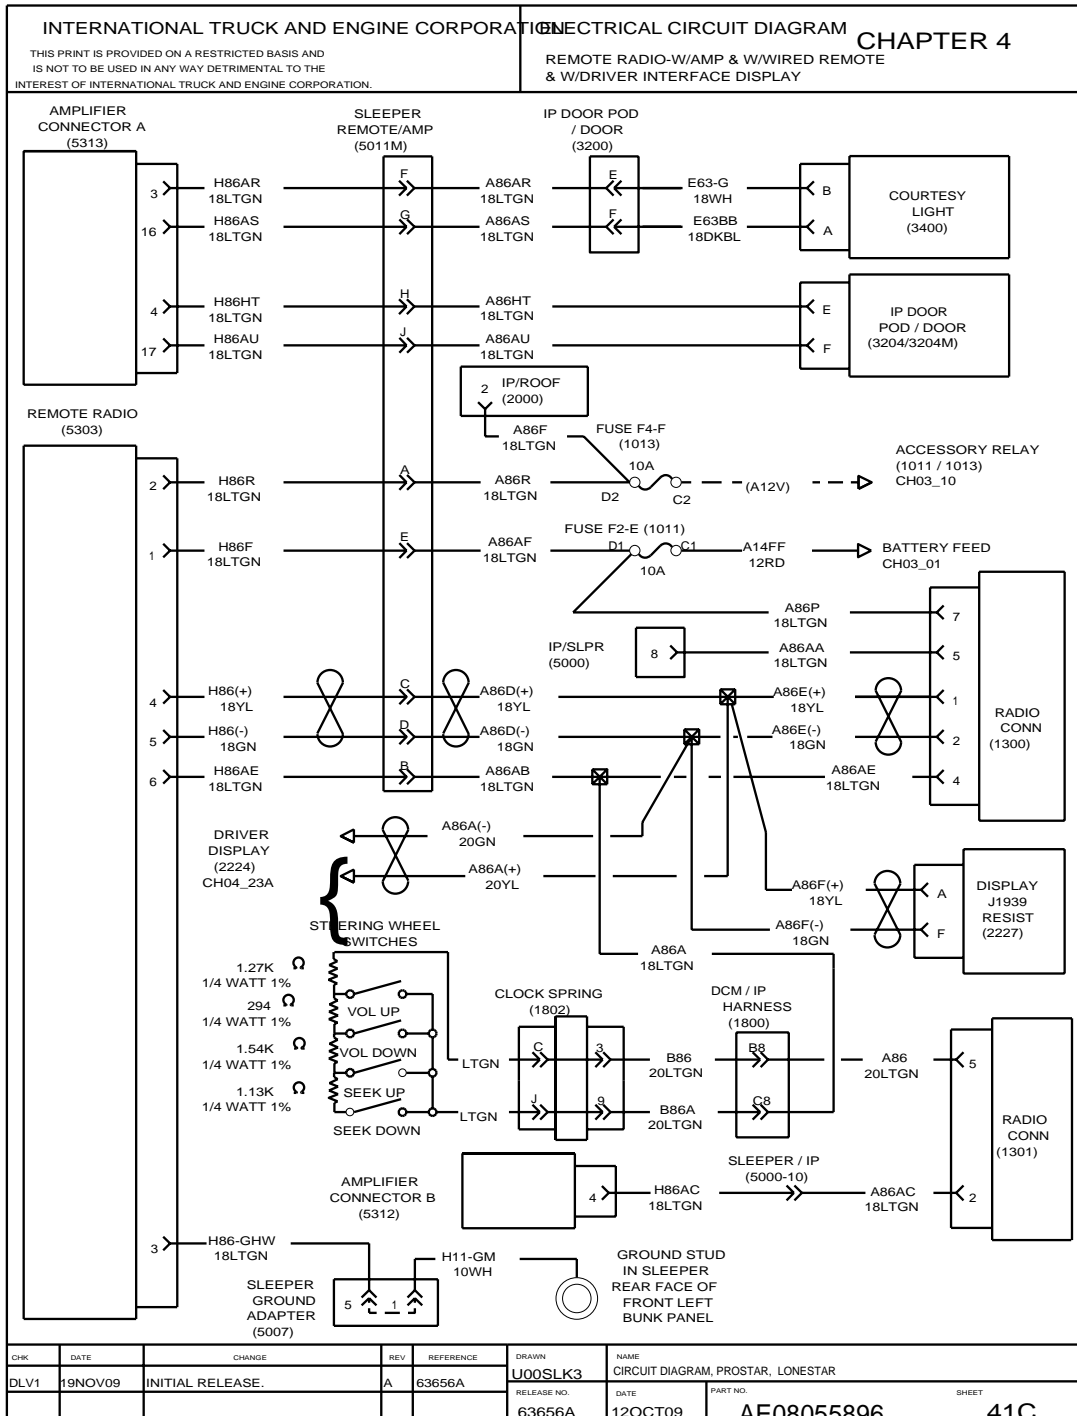 INTERNATIONAL TRUCK AND ENGINE CORPORATION
THIS PRINT IS PROVIDED ON A RESTRICTED BASIS AND
IS NOT TO BE USED IN ANY WAY DETRIMENTAL TO THE
INTEREST OF INTERNATIONAL TRUCK AND ENGINE CORPORATION.
ELECTRICAL CIRCUIT DIAGRAM
CHAPTER 4
REMOTE RADIO-W/AMP & W/WIRED REMOTE
& W/DRIVER INTERFACE DISPLAY
AMPLIFIER
CONNECTOR A
(5313)
SLEEPER
REMOTE/AMP
(5011M)
IP DOOR POD
/ DOOR
(3200)
3
H86AR
18LTGN
F
A86AR
18LTGN
E
E63-G
18WH
B
16
H86AS
18LTGN
G
A86AS
18LTGN
F
E63BB
18DKBL
A
COURTESY
LIGHT
(3400)
4
H86HT
18LTGN
H
A86HT
18LTGN
E
17
H86AU
18LTGN
J
A86AU
18LTGN
F
IP DOOR
POD / DOOR
(3204/3204M)
2
IP/ROOF
(2000)
REMOTE RADIO
(5303)
A86F
18LTGN
FUSE F4-F
(1013)
10A
2
H86R
18LTGN
A
A86R
18LTGN
D2
C2
(A12V)
ACCESSORY RELAY
(1011 / 1013)
CH03_10
FUSE F2-E (1011)
1
H86F
18LTGN
E
A86AF
18LTGN
D1
C1
10A
A14FF
12RD
BATTERY FEED
CH03_01
A86P
18LTGN
7
IP/SLPR
(5000)
8
A86AA
18LTGN
5
4
H86(+)
18YL
C
A86D(+)
18YL
A86E(+)
18YL
1
5
H86(-)
18GN
D
A86D(-)
18GN
A86E(-)
18GN
2
RADIO
CONN
(1300)
6
H86AE
18LTGN
B
A86AB
18LTGN
A86AE
18LTGN
4
DRIVER
DISPLAY
(2224)
CH04_23A
A86A(-)
20GN
A86A(+)
20YL
{
A86F(+)
18YL
A
A86F(-)
18GN
F
DISPLAY
J1939
RESIST
(2227)
STEERING WHEEL
SWITCHES
A86A
18LTGN
1.27K Ω
1/4 WATT 1%
294 Ω
1/4 WATT 1%
1.54K Ω
1/4 WATT 1%
1.13K Ω
1/4 WATT 1%
VOL UP
VOL DOWN
SEEK UP
SEEK DOWN
CLOCK SPRING
(1802)
DCM / IP
HARNESS
(1800)
LTGN
C
3
B86
20LTGN
B8
A86
20LTGN
5
LTGN
J
9
B86A
20LTGN
C8
RADIO
CONN
(1301)
AMPLIFIER
CONNECTOR B
(5312)
4
H86AC
18LTGN
SLEEPER / IP
(5000-10)
A86AC
18LTGN
2
3
H86-GHW
18LTGN
H11-GM
10WH
SLEEPER
GROUND
ADAPTER
(5007)
5
1
GROUND STUD
IN SLEEPER
REAR FACE OF
FRONT LEFT
BUNK PANEL
CHK
DATE
CHANGE
REV
REFERENCE
DRAWN
NAME
DLV1
19NOV09
INITIAL RELEASE.
A
63656A
U00SLK3
CIRCUIT DIAGRAM, PROSTAR, LONESTAR
RELEASE NO.
DATE
PART NO.
SHEET
63656A
12OCT09
AE08055896
41C